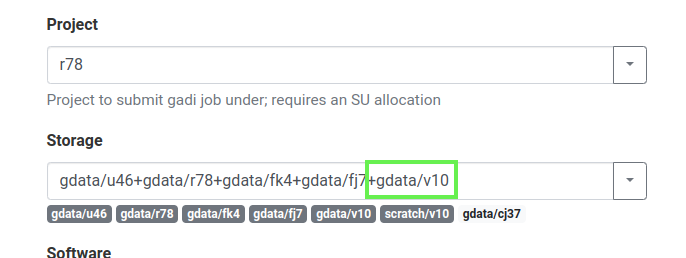 Project
r78
Project to submit gadi job under; requires an SU allocation
Storage
gdata/u46+gdata/r78+gdata/fk4+gdata/fj7+gdata/v10
gdata/u46 gdata/r78 gdata/fk4 gdata/fj7 gdata/v10 scratch/v10 gdata/cj37
Software